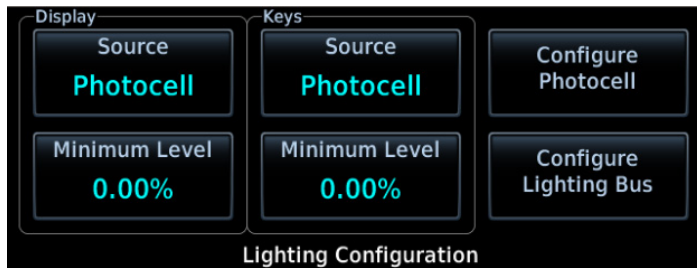 Display
Source
Photocell
Minimum Level
0.00%
Keys
Source
Photocell
Minimum Level
0.00%
Configure
Photocell
Configure
Lighting Bus
Lighting Configuration